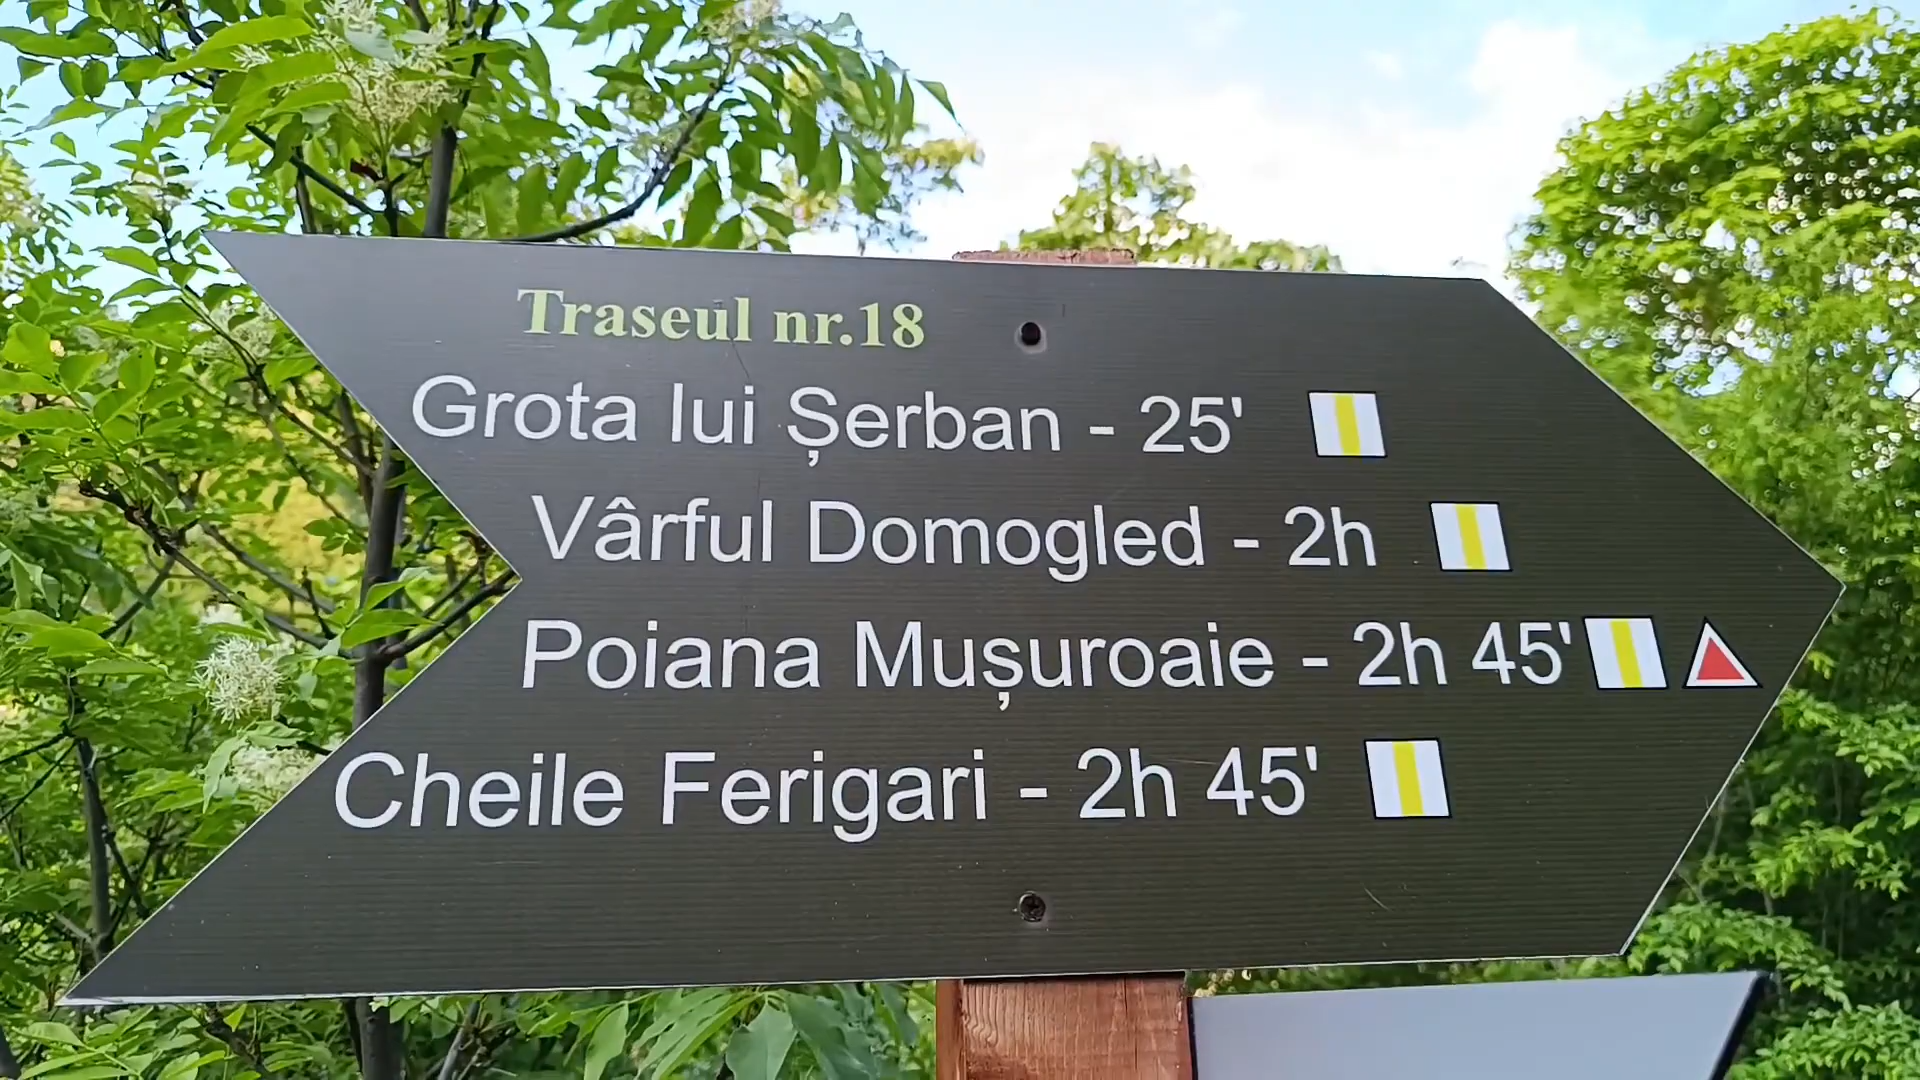 Traseul nr.18
Grota lui Șerban - 25'
Vârful Domogled - 2h
Poiana Mușuroaie - 2h 45'
Cheile Ferigari - 2h 45'